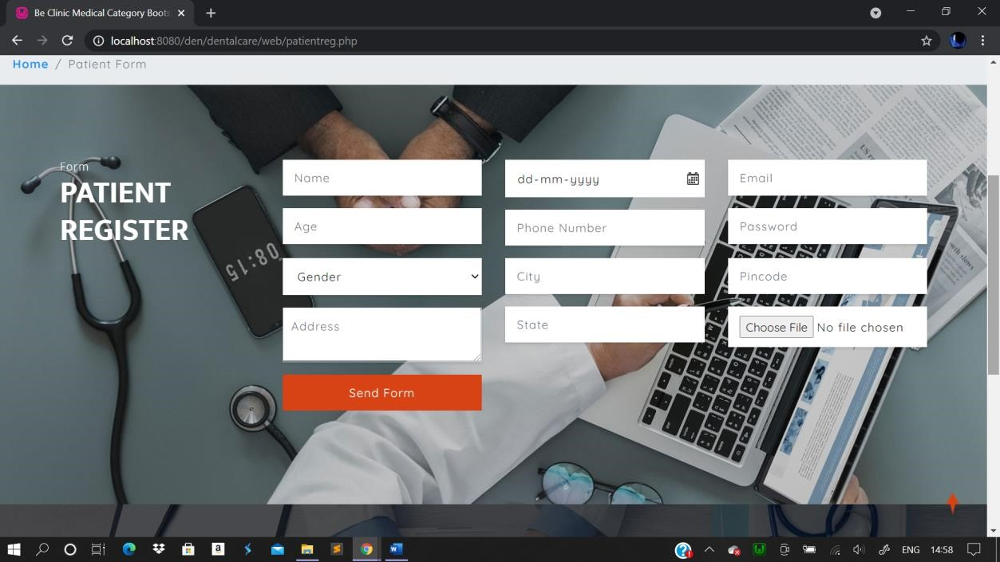 Be Clinic Medical Category Boots
localhost:8080/den/dentalcare/web/patientreg.php
Home / Patient Form
Form
PATIENT
REGISTER
Name
dd-mm-yyyy
Email
Age
Phone Number
Password
Gender
City
Pincode
Address
State
Choose File No file chosen
Send Form
08:15
US
ENG 14:58